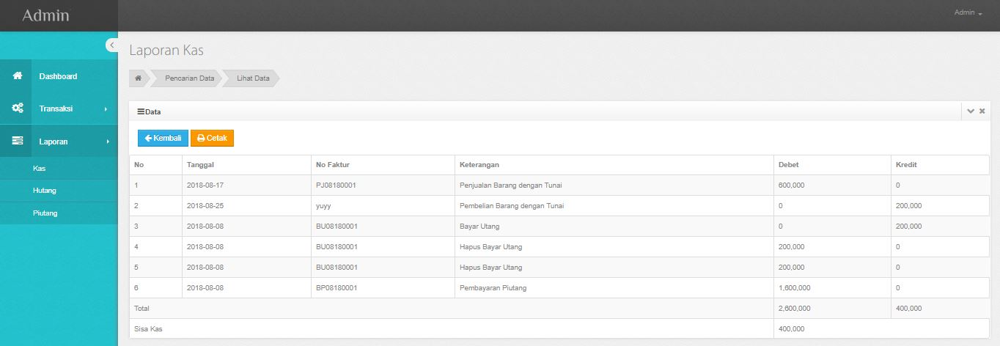 Admin
Admin
Laporan Kas
Pencarian Data Lihat Data
Dashboard
Transaksi
Laporan
Kas
Hutang
Piutang
Data
Kembali Cetak
No Tanggal No Faktur Keterangan Debet Kredit
1 2018-08-17 PJ08180001 Penjualan Barang dengan Tunai 600,000 0
2 2018-08-25 yuyy Pembelian Barang dengan Tunai 0 200,000
3 2018-08-08 BU08180001 Bayar Utang 0 200,000
4 2018-08-08 BU08180001 Hapus Bayar Utang 200,000 0
5 2018-08-08 BU08180001 Hapus Bayar Utang 200,000 0
6 2018-08-08 BP08180001 Pembayaran Piutang 1,600,000 0
Total 2,600,000 400,000
Sisa Kas 400,000